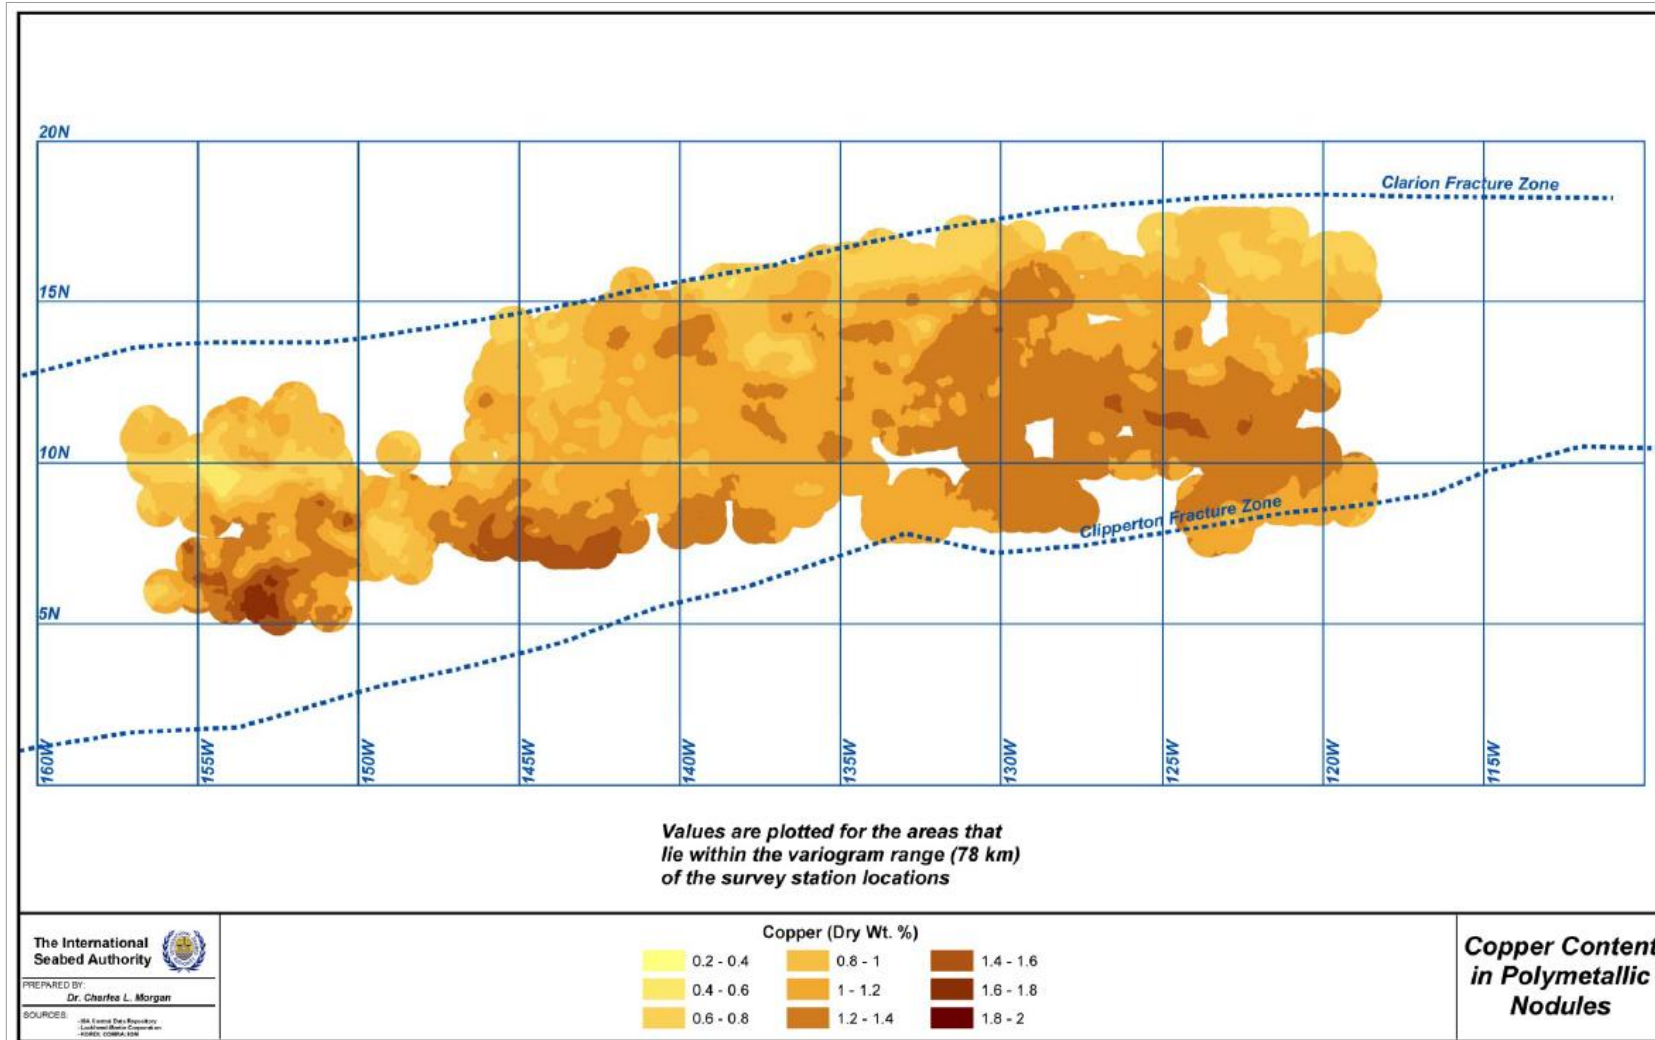 20N
Clarion Fracture Zone
15N
10N
Clipperton Fracture Zone
5N
160W
155W
150W
145W
140W
135W
130W
125W
120W
115W
Values are plotted for the areas that
lie within the variogram range (78 km)
of the survey station locations
The International
Seabed Authority
PREPARED BY:
Dr. Charles L. Morgan
SOURCES:
Copper (Dry Wt. %)
0.2 - 0.4
0.4 - 0.6
0.6 - 0.8
0.8 - 1
1 - 1.2
1.2 - 1.4
1.4 - 1.6
1.6 - 1.8
1.8 - 2
Copper Content
in Polymetallic
Nodules